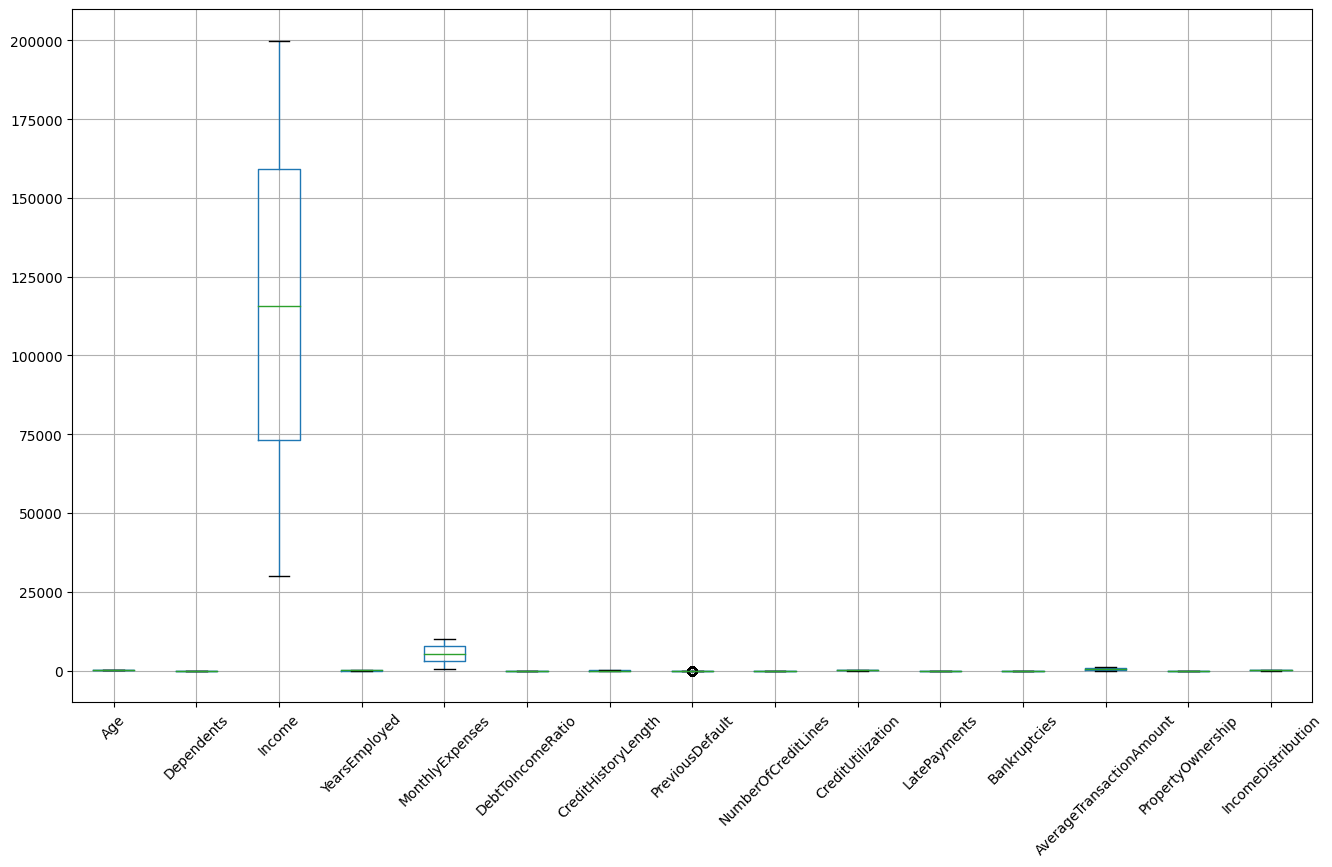 200000
175000
150000
125000
100000
75000
50000
25000
0
Age
Dependents
Income
YearsEmployed
MonthlyExpenses
DebtToIncomeRatio
CreditHistoryLength
PreviousDefault
NumberOfCreditLines
CreditUtilization
LatePayments
Bankruptcies
AverageTransactionAmount
PropertyOwnership
IncomeDistribution